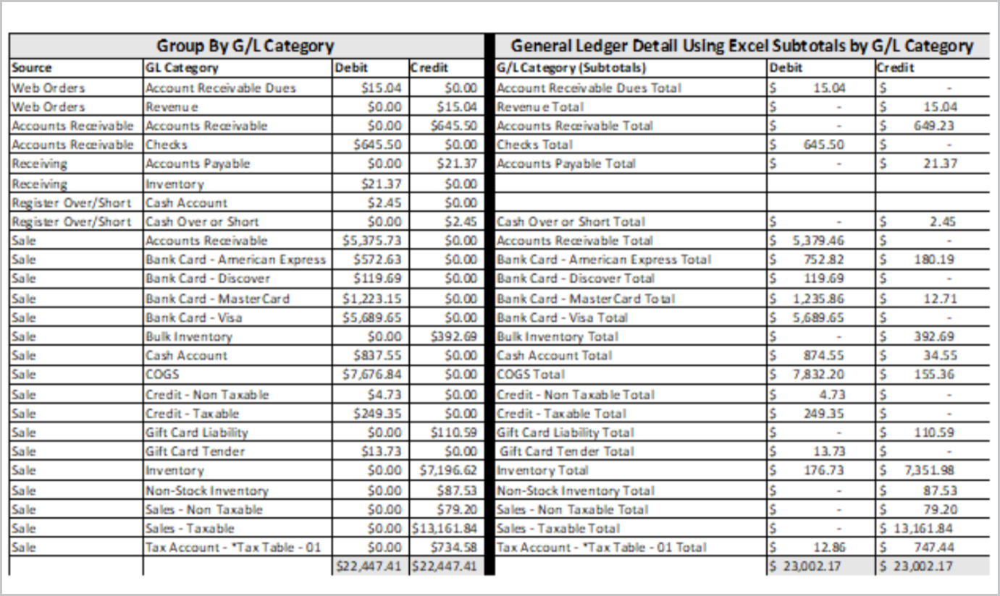 Group By G/L Category General Ledger Detail Using Excel Subtotals by G/L Category
Source GL Category Debit Credit G/L Category (Subtotals) Debit Credit
Web Orders Account Receivable Dues $15.04 $0.00 Account Receivable Dues Total $ 15.04 $ -
Web Orders Revenue $0.00 $15.04 Revenue Total $ - $ 15.04
Accounts Receivable Accounts Receivable $0.00 $645.50 Accounts Receivable Total $ - $ 649.23
Accounts Receivable Checks $645.50 $0.00 Checks Total $ 645.50 $ -
Receiving Accounts Payable $0.00 $21.37 Accounts Payable Total $ - $ 21.37
Receiving Inventory $21.37 $0.00
Register Over/Short Cash Account $2.45 $0.00
Register Over/Short Cash Over or Short $0.00 $2.45 Cash Over or Short Total $ - $ 2.45
Sale Accounts Receivable $5,375.73 $0.00 Accounts Receivable Total $ 5,379.46 $ -
Sale Bank Card - American Express $572.63 $0.00 Bank Card - American Express Total $ 752.82 $ 180.19
Sale Bank Card - Discover $119.69 $0.00 Bank Card - Discover Total $ 119.69 $ -
Sale Bank Card - MasterCard $1,223.15 $0.00 Bank Card - MasterCard Total $ 1,235.86 $ 12.71
Sale Bank Card - Visa $5,689.65 $0.00 Bank Card - Visa Total $ 5,689.65 $ -
Sale Bulk Inventory $0.00 $392.69 Bulk Inventory Total $ - $ 392.69
Sale Cash Account $837.55 $0.00 Cash Account Total $ 874.55 $ 34.55
Sale COGS $7,676.84 $0.00 COGS Total $ 7,832.20 $ 155.36
Sale Credit - Non Taxable $4.73 $0.00 Credit - Non Taxable Total $ 4.73 $ -
Sale Credit - Taxable $249.35 $0.00 Credit - Taxable Total $ 249.35 $ -
Sale Gift Card Liability $0.00 $110.59 Gift Card Liability Total $ - $ 110.59
Sale Gift Card Tender $13.73 $0.00 Gift Card Tender Total $ 13.73 $ -
Sale Inventory $0.00 $7,196.62 Inventory Total $ 176.73 $ 7,351.98
Sale Non-Stock Inventory $0.00 $87.53 Non-Stock Inventory Total $ - $ 87.53
Sale Sales - Non Taxable $0.00 $79.20 Sales - Non Taxable Total $ - $ 79.20
Sale Sales - Taxable $0.00 $13,161.84 Sales - Taxable Total $ - $ 13,161.84
Sale Tax Account - *Tax Table - 01 $0.00 $734.58 Tax Account - *Tax Table - 01 Total $ 12.86 $ 747.44
$22,447.41 $22,447.41 $ 23,002.17 $ 23,002.17